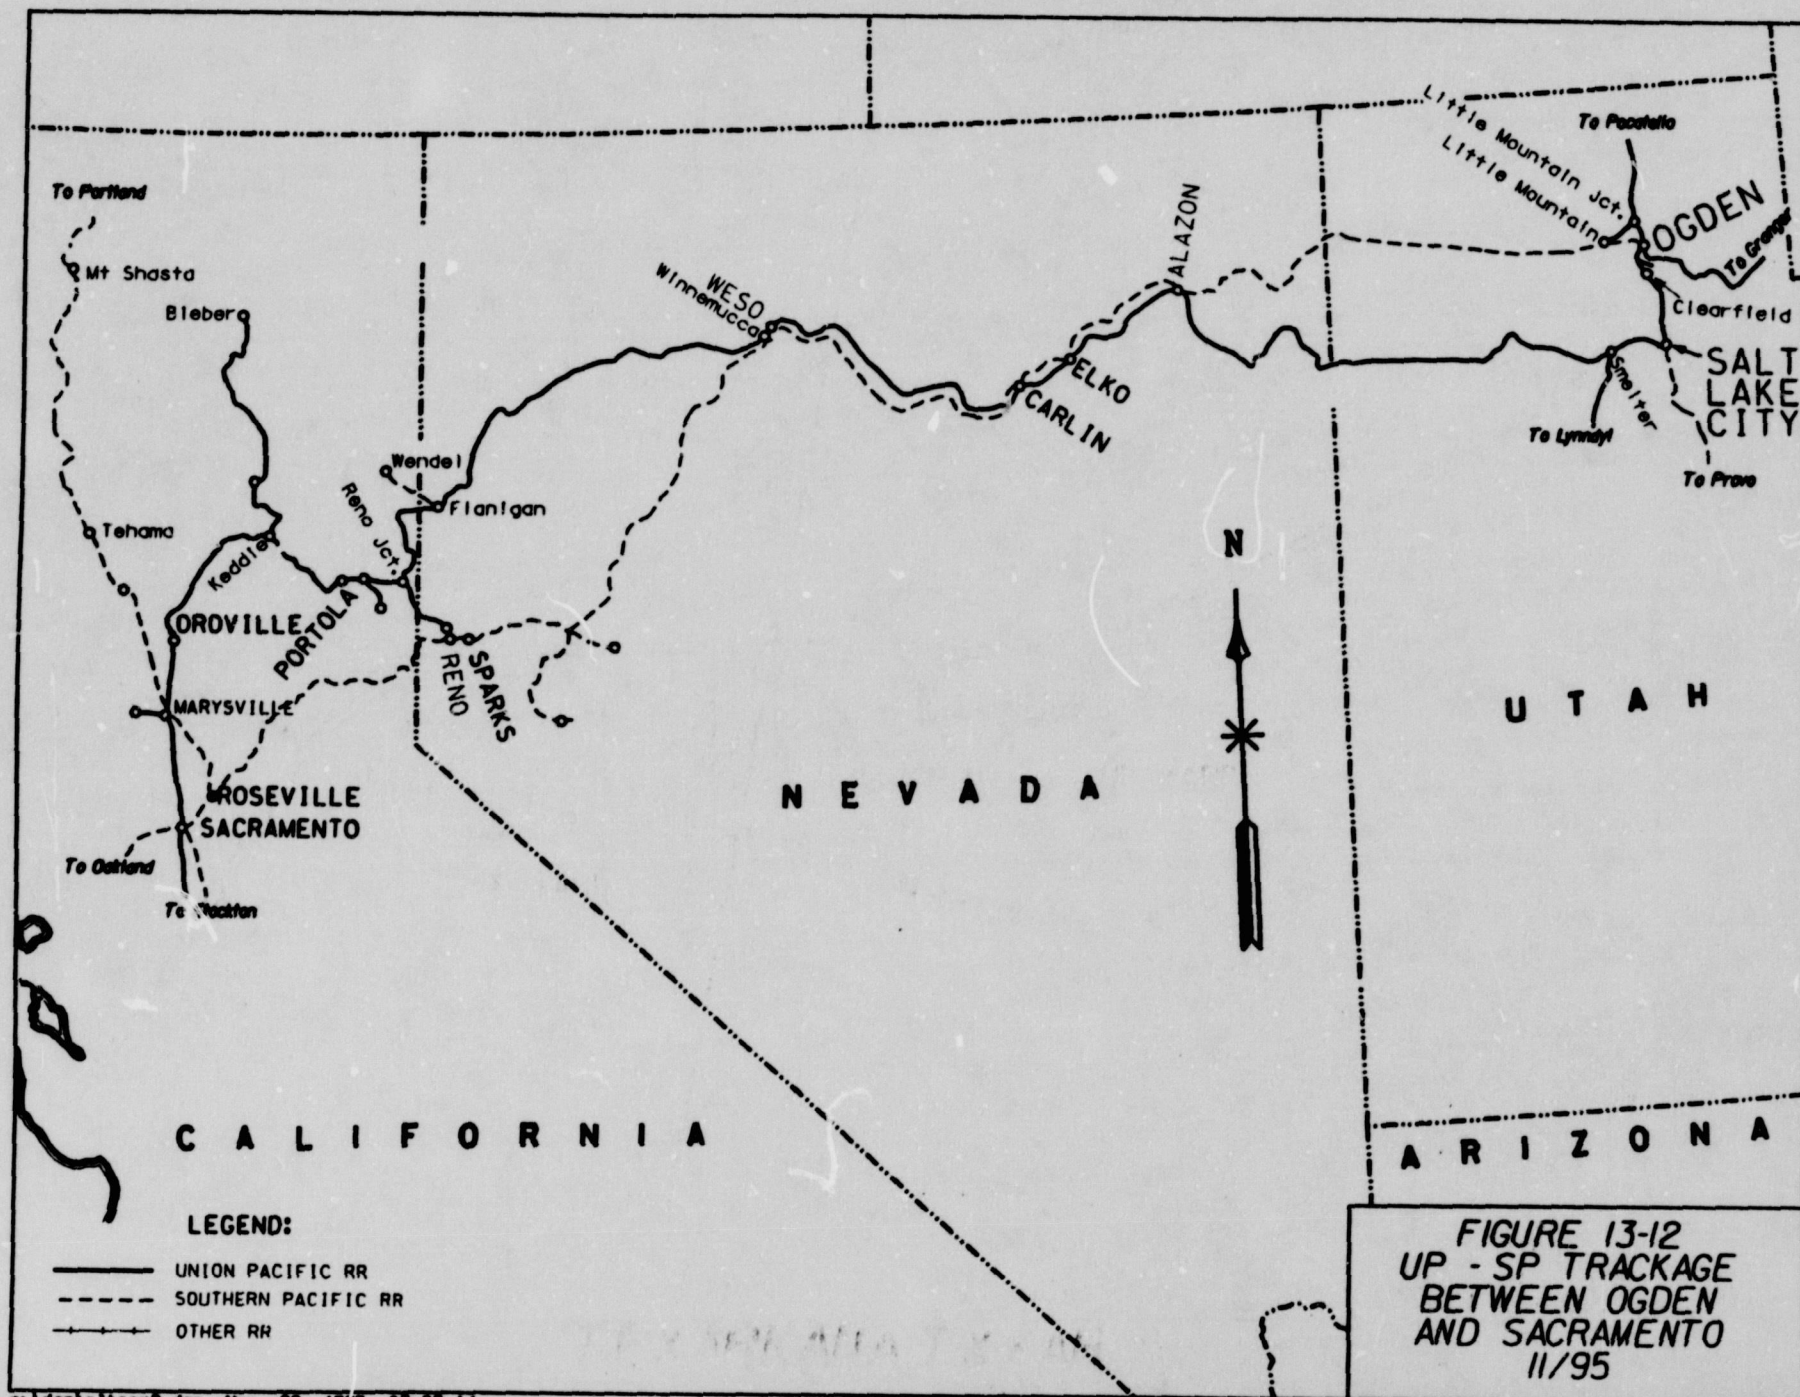 To Portland
Mt Shasta
Bieber
Tehama
Keddie
OROVILLE
PORTOLA
MARYSVILLE
ROSEVILLE
SACRAMENTO
To Oakland
Wendel
Reno Jct.
Flanigan
RENO
SPARKS
WESO
Winnemucca
CARLIN
ELKO
ALAZON
Little Mountain Jct.
Little Mountain
To Pocatello
OGDEN
To Granger
Clearfield
SALT
LAKE
CITY
Smelter
To Lynndyl
To Provo
N
NEVADA
UTAH
CALIFORNIA
ARIZONA
LEGEND:
UNION PACIFIC RR
SOUTHERN PACIFIC RR
OTHER RR
FIGURE 13-12
UP - SP TRACKAGE
BETWEEN OGDEN
AND SACRAMENTO
11/95